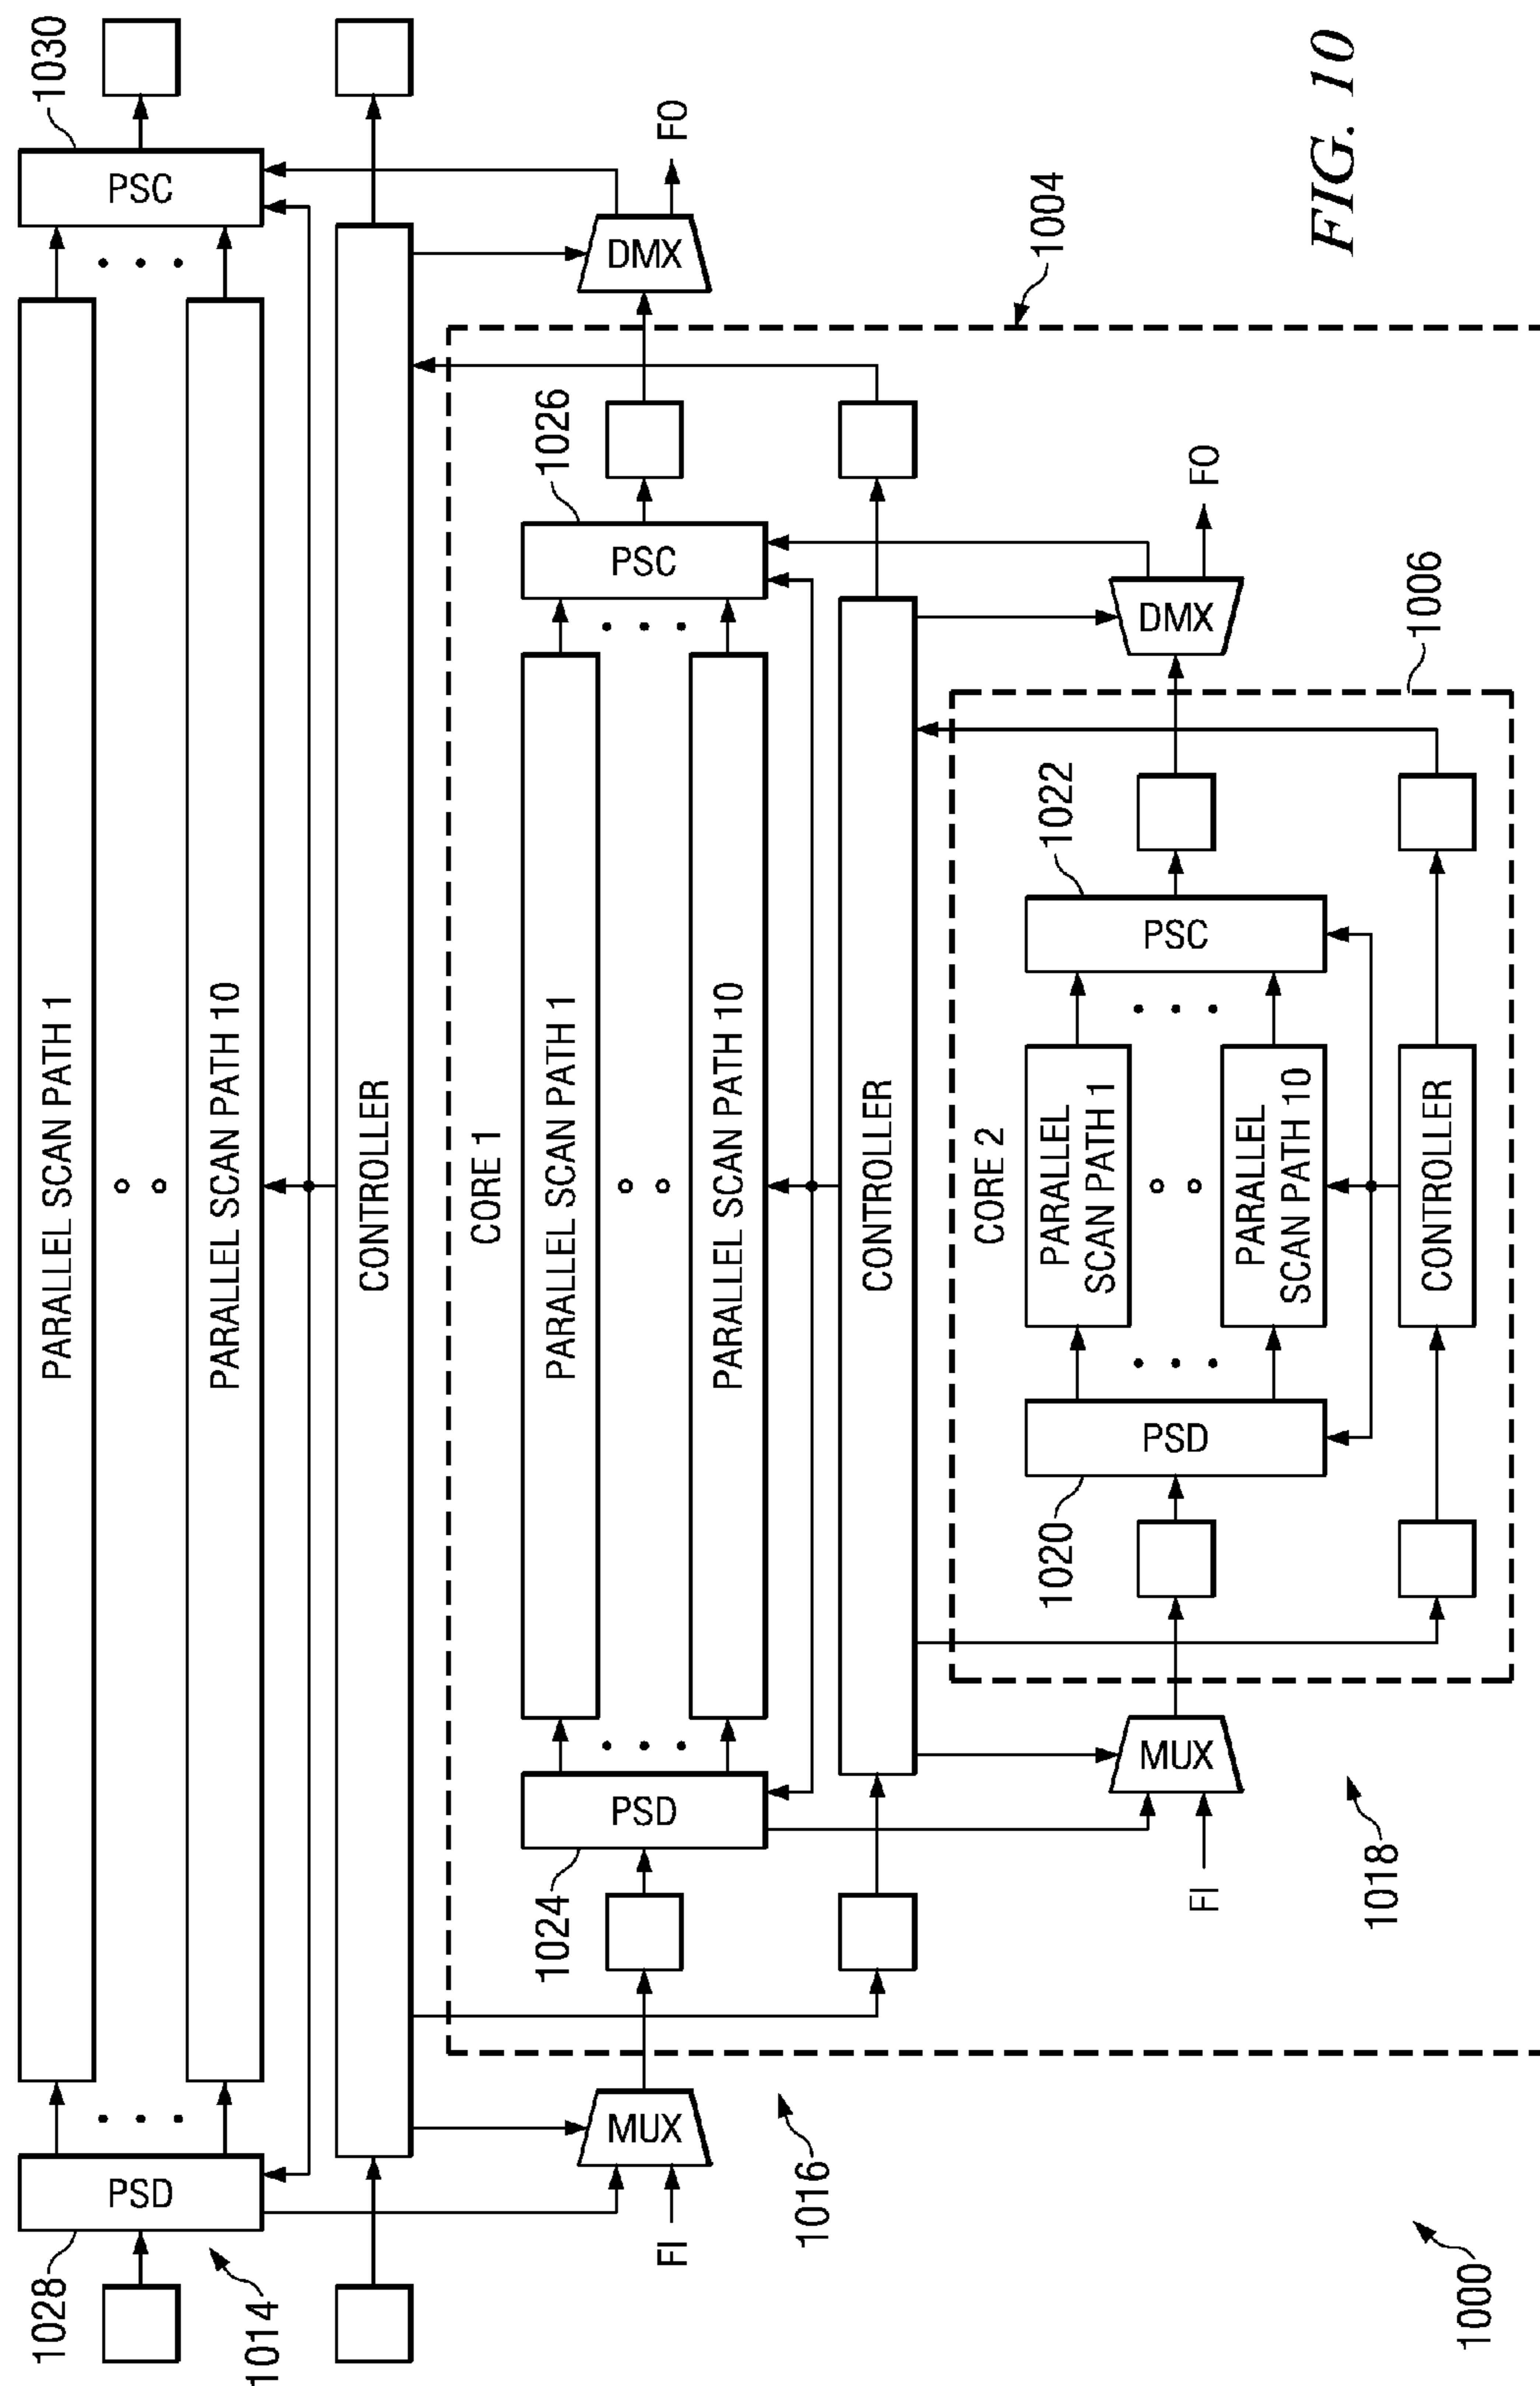 PARALLEL SCAN PATH 1
PARALLEL SCAN PATH 10
CONTROLLER
1028
PSD
1014
PSC
1030
MUX
FI
1016
DMX
FO
1004
CORE 1
PARALLEL SCAN PATH 1
PARALLEL SCAN PATH 10
CONTROLLER
1024
PSD
PSC
1026
MUX
FI
1018
DMX
FO
1006
CORE 2
PARALLEL
SCAN PATH 1
PARALLEL
SCAN PATH 10
CONTROLLER
1020
PSD
PSC
1022
1000
FIG. 10